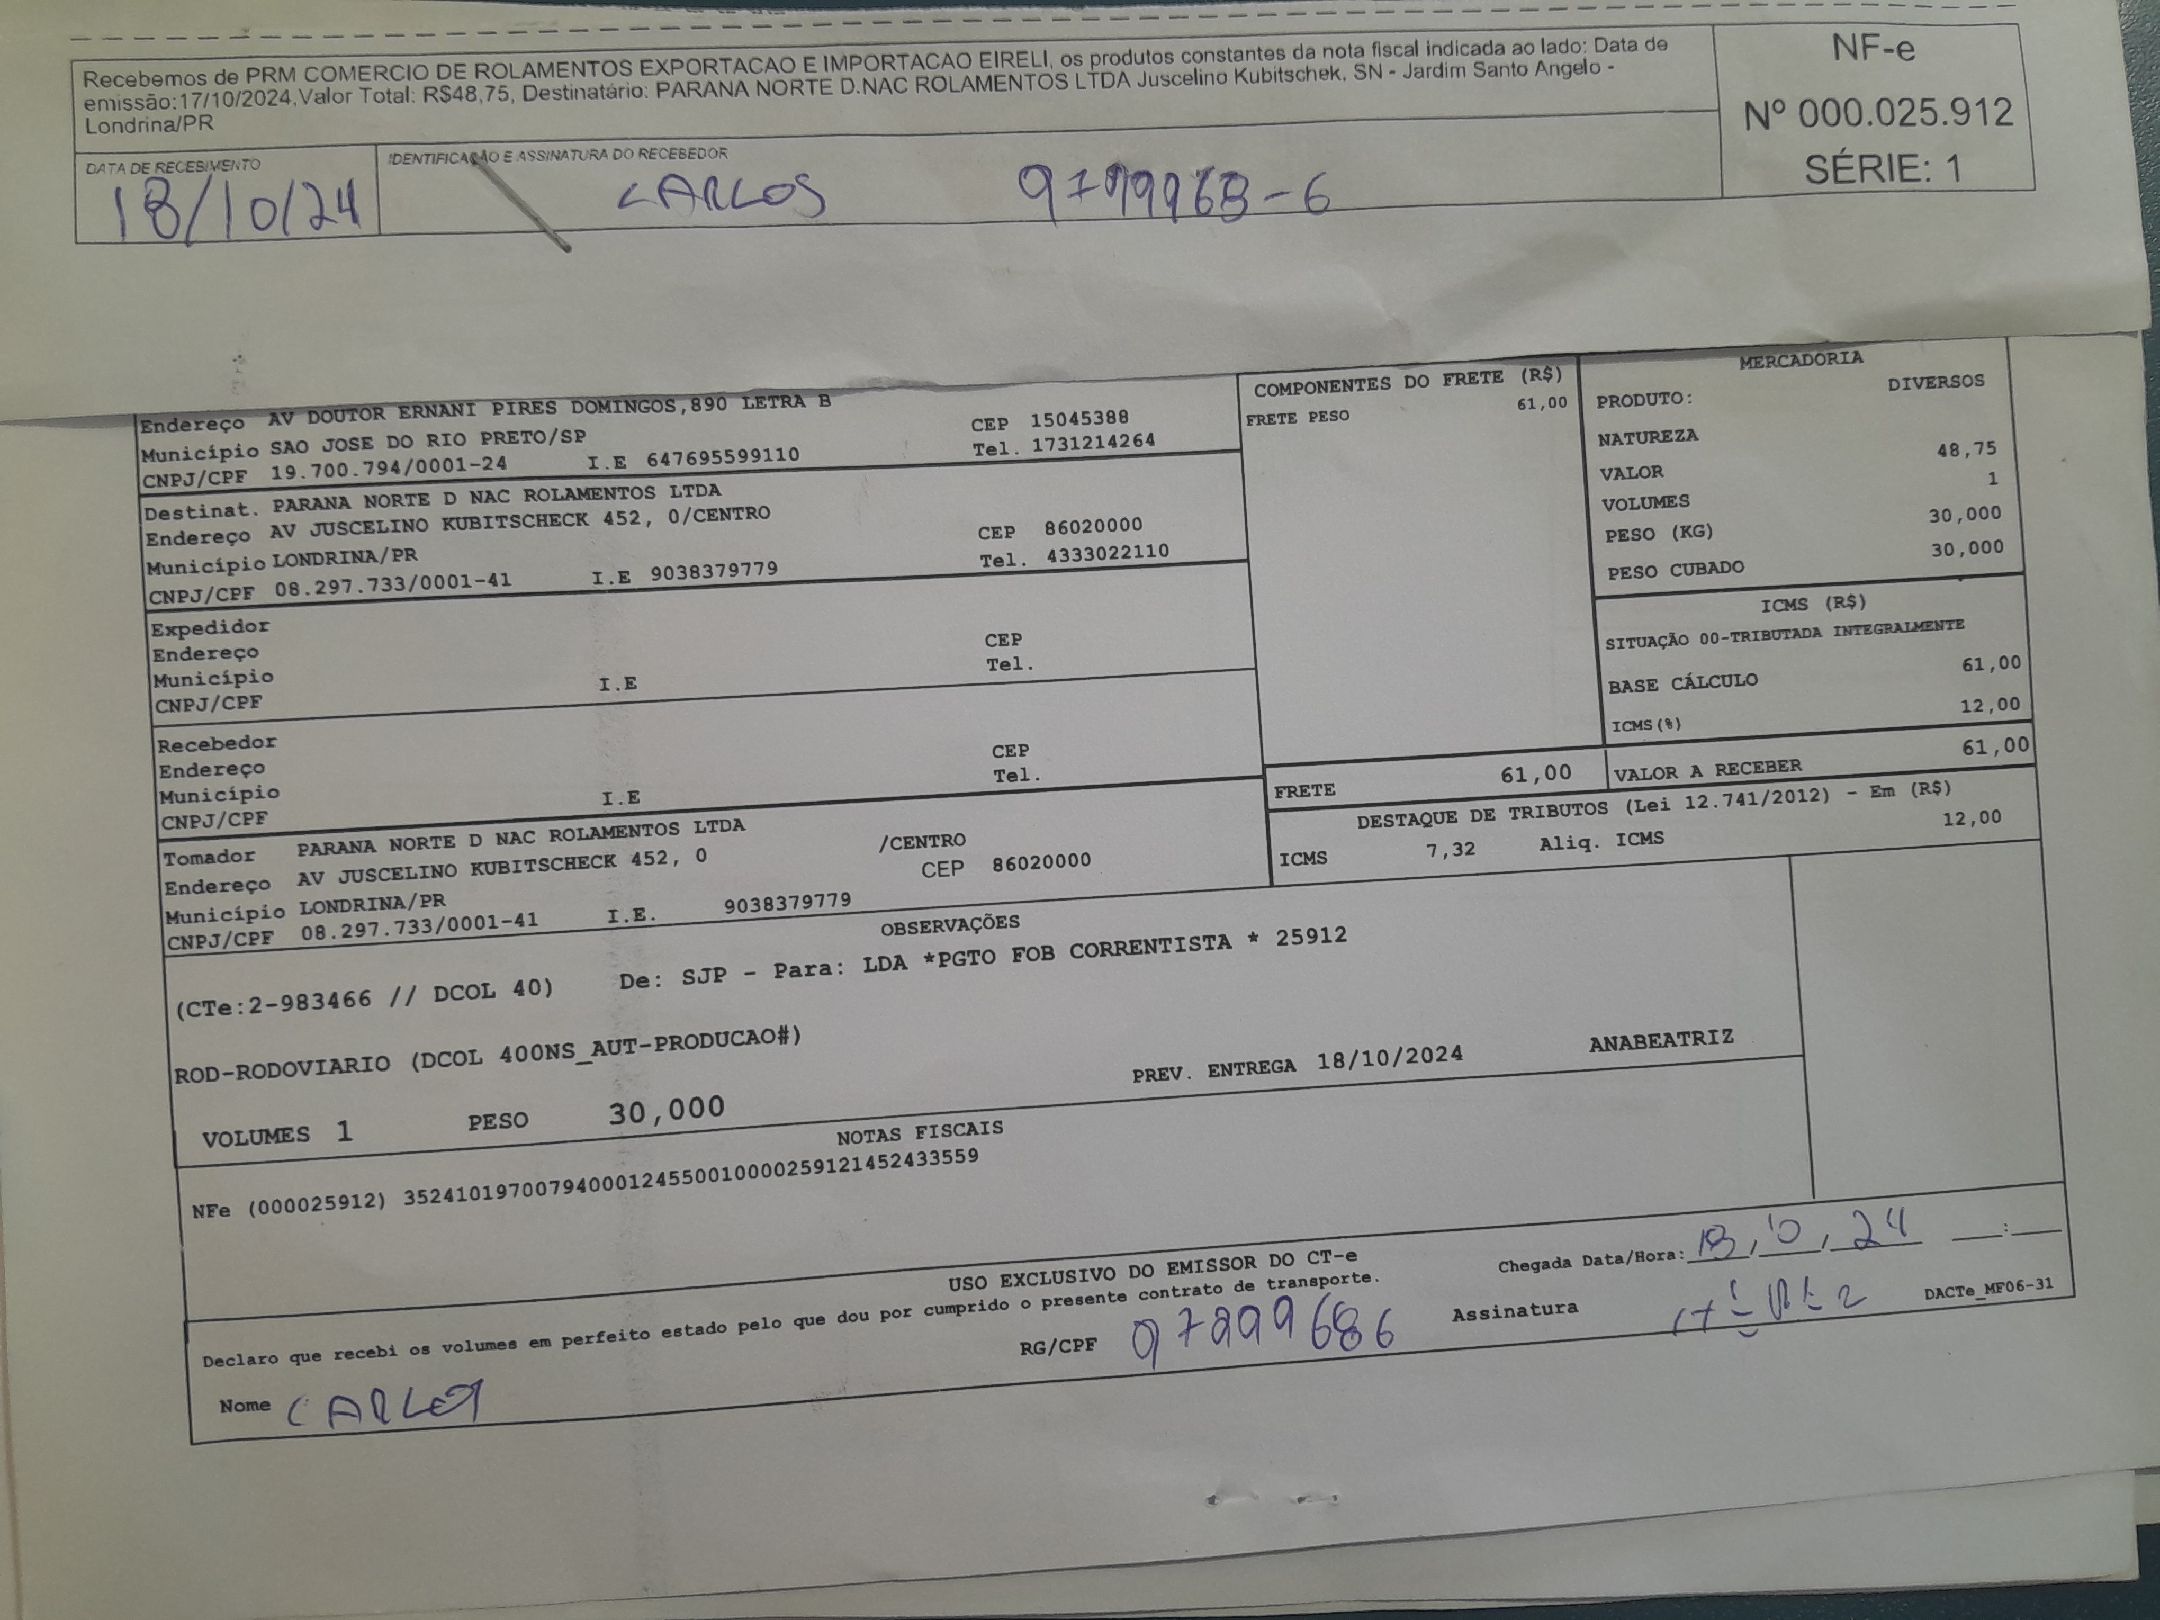 Recebemos de PRM COMERCIO DE ROLAMENTOS EXPORTACAO E IMPORTACAO EIRELI, os produtos constantes da nota fiscal indicada ao lado: Data de
emissão:17/10/2024,Valor Total: R$48,75, Destinatário: PARANA NORTE D.NAC ROLAMENTOS LTDA Juscelino Kubitschek, SN - Jardim Santo Angelo -
Londrina/PR
NF-e
Nº 000.025.912
SÉRIE: 1
DATA DE RECEBIMENTO
18/10/24
IDENTIFICAÇÃO E ASSINATURA DO RECEBEDOR
CARLOS
Endereço AV DOUTOR ERNANI PIRES DOMINGOS,890 LETRA B
CEP 15045388
Município SAO JOSE DO RIO PRETO/SP
Tel. 1731214264
CNPJ/CPF 19.700.794/0001-24 I.E 647695599110
Destinat. PARANA NORTE D NAC ROLAMENTOS LTDA
Endereço AV JUSCELINO KUBITSCHECK 452, 0/CENTRO
CEP 86020000
Município LONDRINA/PR
Tel. 4333022110
CNPJ/CPF 08.297.733/0001-41 I.E 9038379779
Expedidor
Endereço CEP
Município Tel.
CNPJ/CPF I.E
Recebedor
Endereço CEP
Município Tel.
CNPJ/CPF I.E
Tomador PARANA NORTE D NAC ROLAMENTOS LTDA
Endereço AV JUSCELINO KUBITSCHECK 452, 0 /CENTRO
Município LONDRINA/PR CEP 86020000
CNPJ/CPF 08.297.733/0001-41 I.E. 9038379779
COMPONENTES DO FRETE (R$)
FRETE PESO 61,00
MERCADORIA
PRODUTO: DIVERSOS
NATUREZA
VALOR 48,75
VOLUMES 1
PESO (KG) 30,000
PESO CUBADO 30,000
ICMS (R$)
SITUAÇÃO 00-TRIBUTADA INTEGRALMENTE
BASE CÁLCULO 61,00
ICMS(%) 12,00
FRETE 61,00 VALOR A RECEBER 61,00
DESTAQUE DE TRIBUTOS (Lei 12.741/2012) - Em (R$)
ICMS 7,32 Aliq. ICMS 12,00
OBSERVAÇÕES
(CTe:2-983466 // DCOL 40) De: SJP - Para: LDA *PGTO FOB CORRENTISTA * 25912
ROD-RODOVIARIO (DCOL 400NS_AUT-PRODUCAO#)
PREV. ENTREGA 18/10/2024 ANABEATRIZ
VOLUMES 1 PESO 30,000
NOTAS FISCAIS
NFe (000025912) 35241019700794000124550010000259121452433559
USO EXCLUSIVO DO EMISSOR DO CT-e
Declaro que recebi os volumes em perfeito estado pelo que dou por cumprido o presente contrato de transporte.
Chegada Data/Hora: 18, 10, 24 :
Nome CARLOS RG/CPF 97999686 Assinatura
DACTe_MF06-31